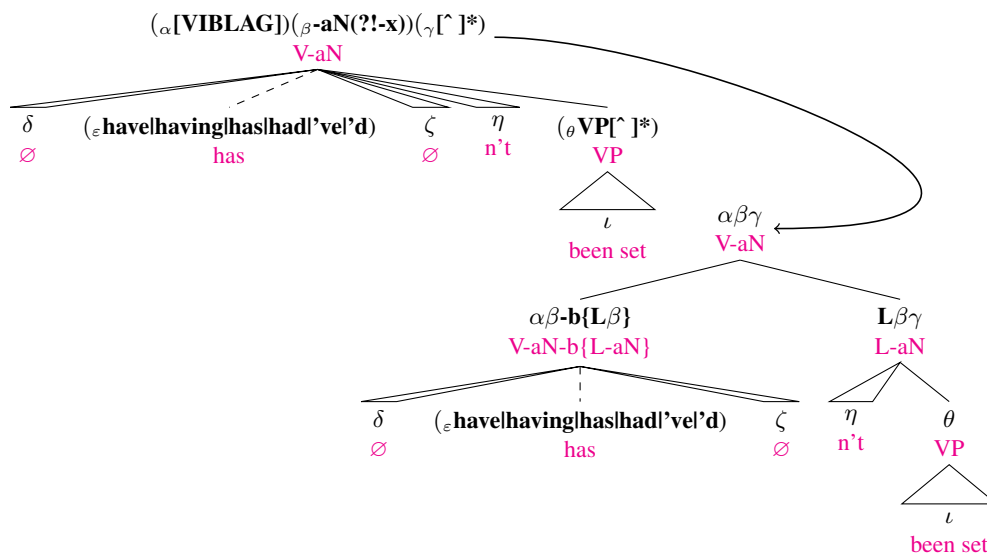 (α[VIBLAG])(β-aN(?!-x))(γ[ˆ ]*)
V-aN
δ (εhave|having|has|had|'ve|'d) ζ η (θVP[ˆ ]*)
∅ has ∅ n't VP
ι
been set
αβγ
V-aN
αβ-b{Lβ} Lβγ
V-aN-b{L-aN} L-aN
δ (εhave|having|has|had|'ve|'d) ζ η θ
∅ has ∅ n't VP
ι
been set